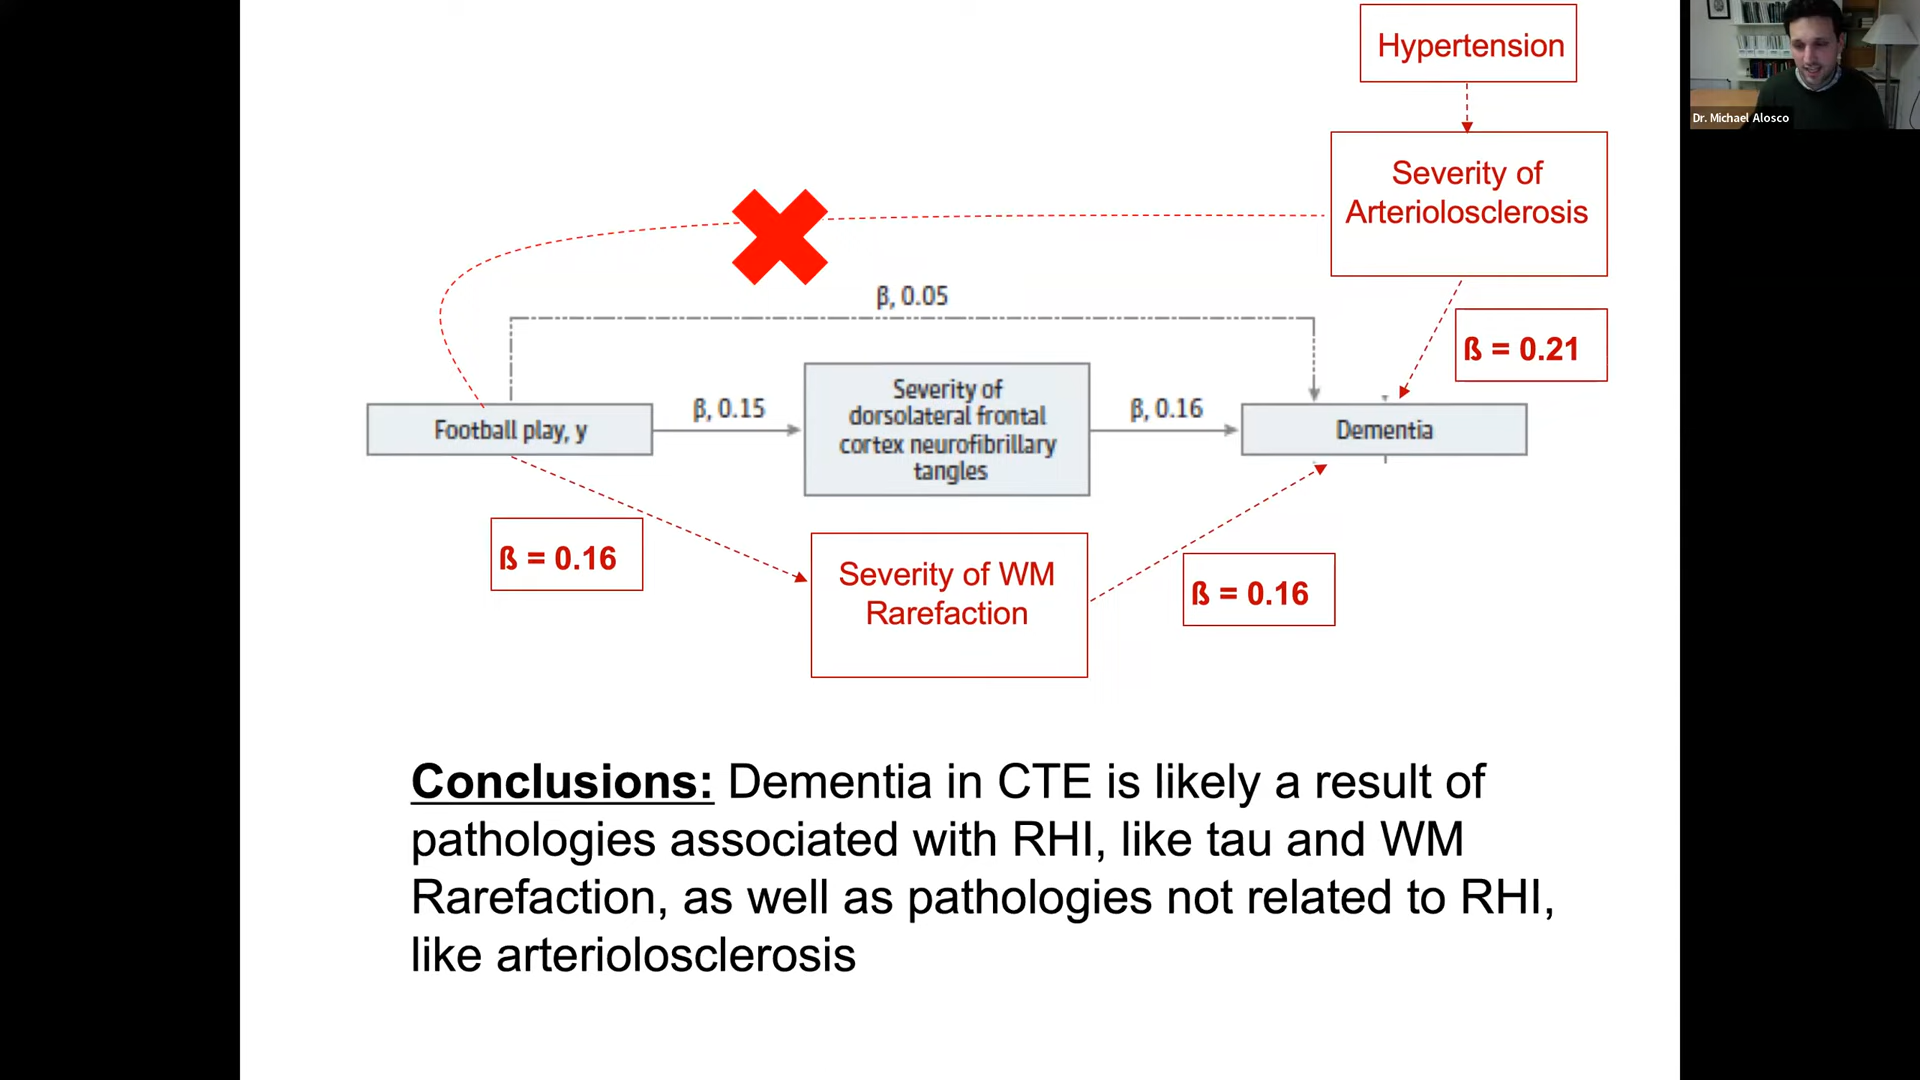 Hypertension
Dr. Michael Alosco
Severity of
Arteriolosclerosis
β, 0.05
ß = 0.21
Football play, y
β, 0.15
Severity of
dorsolateral frontal
cortex neurofibrillary
tangles
β, 0.16
Dementia
ß = 0.16
Severity of WM
Rarefaction
ß = 0.16
Conclusions: Dementia in CTE is likely a result of
pathologies associated with RHI, like tau and WM
Rarefaction, as well as pathologies not related to RHI,
like arteriolosclerosis